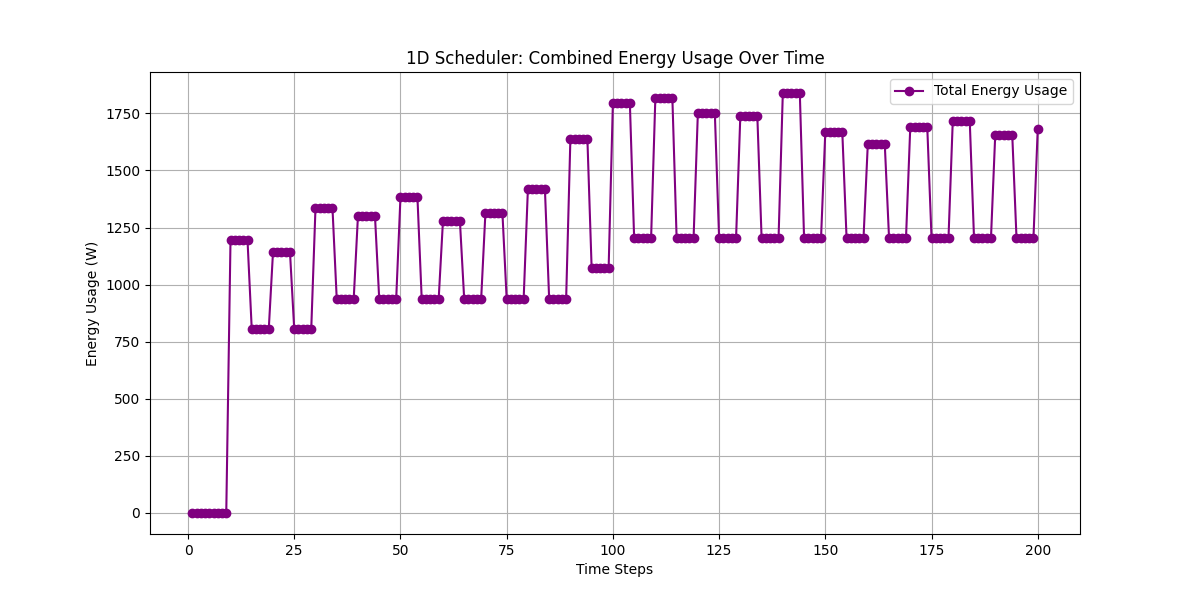 1D Scheduler: Combined Energy Usage Over Time
Total Energy Usage
Energy Usage (W)
1750
1500
1250
1000
750
500
250
0
0 25 50 75 100 125 150 175 200
Time Steps